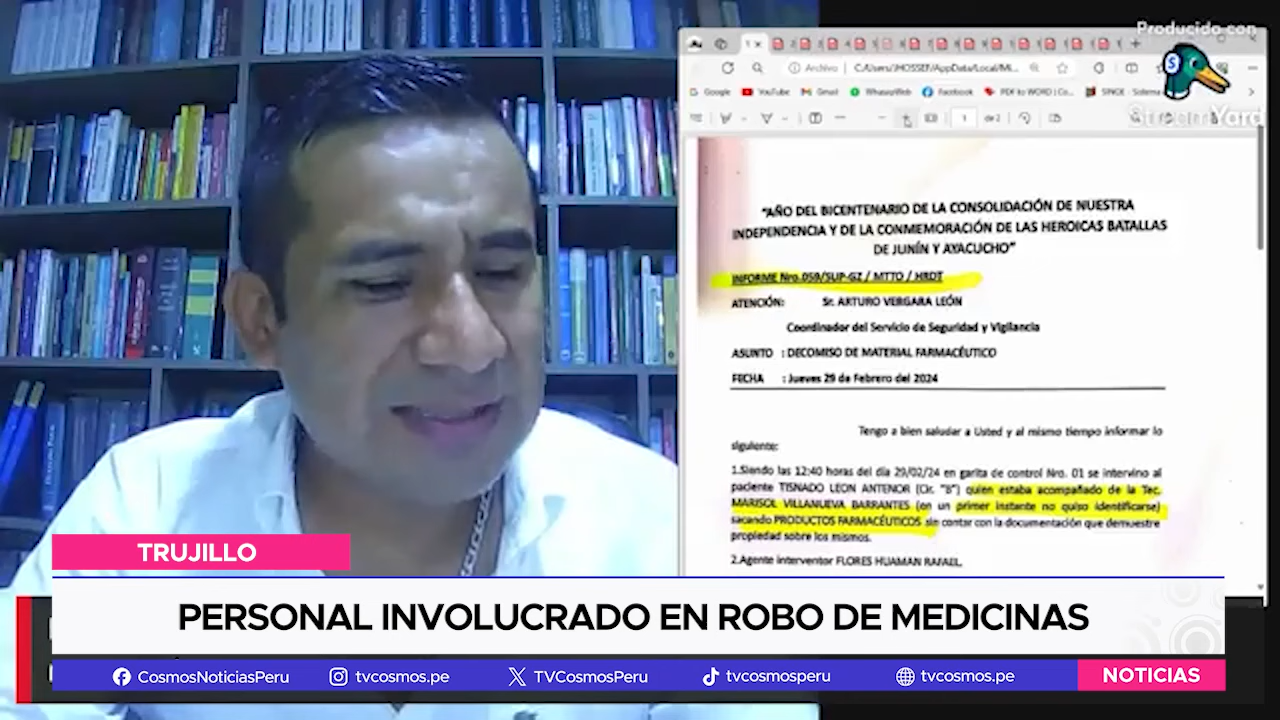 Producido con
StreamYard
Archivo
C:/Users/JHOSSEF/AppData/Local/Mi...
Google
YouTube
Gmail
WhatsappWeb
Facebook
PDF to WORD | Co...
1
de 2
"AÑO DEL BICENTENARIO DE LA CONSOLIDACIÓN DE NUESTRA
INDEPENDENCIA Y DE LA CONMEMORACIÓN DE LAS HEROICAS BATALLAS
DE JUNÍN Y AYACUCHO"
INFORME Nro.059/SUP-GZ / MTTO / HRDT
ATENCIÓN: Sr. ARTURO VERGARA LEÓN
Coordinador del Servicio de Seguridad y Vigilancia
ASUNTO : DECOMISO DE MATERIAL FARMACÉUTICO
FECHA : Jueves 29 de Febrero del 2024
Tengo a bien saludar a Usted y al mismo tiempo informar lo
siguiente:
1.Siendo las 12:40 horas del día 29/02/24 en garita de control Nro. 01 se intervino al
paciente TISNADO LEON ANTENOR (Cir. "B") quien estaba acompañado de la Tec.
MARISOL VILLANUEVA BARRANTES (en un primer instante no quiso identificarse)
sacando PRODUCTOS FARMACÉUTICOS sin contar con la documentación que demuestre
propiedad sobre los mismos.
2.Agente interventor FLORES HUAMAN RAFAEL.
TRUJILLO
PERSONAL INVOLUCRADO EN ROBO DE MEDICINAS
CosmosNoticiasPeru
tvcosmos.pe
TVCosmosPeru
tvcosmosperu
tvcosmos.pe
NOTICIAS